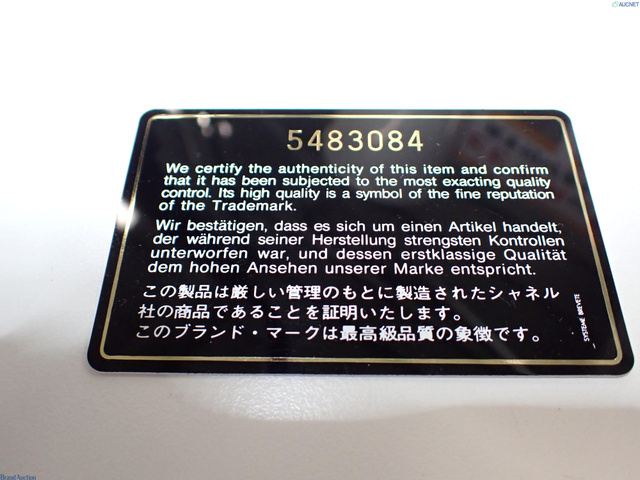 AUCNET
5483084
We certify the authenticity of this item and confirm
that it has been subjected to the most exacting quality
control. Its high quality is a symbol of the fine reputation
of the Trademark.
Wir bestätigen, dass es sich um einen Artikel handelt,
der während seiner Herstellung strengsten Kontrollen
unterworfen war, und dessen erstklassige Qualität
dem hohen Ansehen unserer Marke entspricht.
この製品は厳しい管理のもとに製造されたシャネル
社の商品であることを証明いたします。
このブランド・マークは最高級品質の象徴です。
SYSTEME BREVETE
BrandAuction